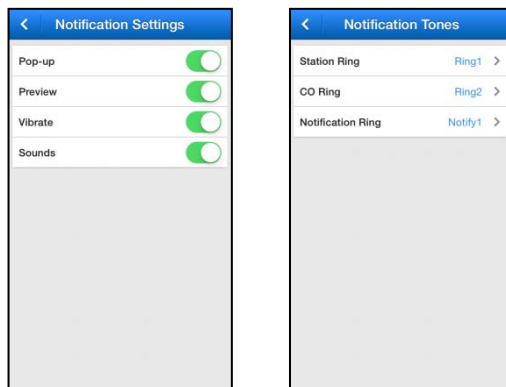 Notification Settings
Pop-up
Preview
Vibrate
Sounds
Notification Tones
Station Ring Ring1
CO Ring Ring2
Notification Ring Notify1